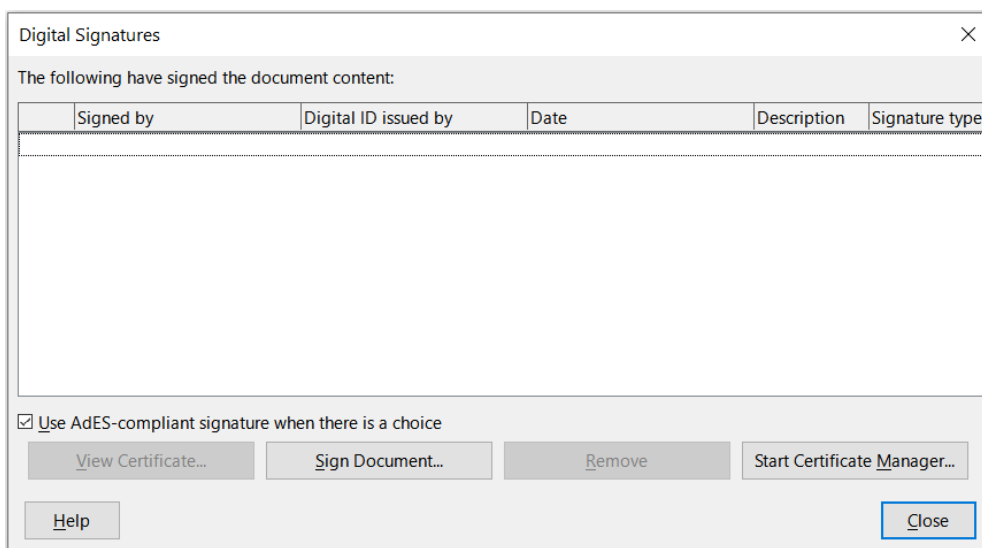 Digital Signatures
The following have signed the document content:
Signed by Digital ID issued by Date Description Signature type
Use AdES-compliant signature when there is a choice
View Certificate... Sign Document... Remove Start Certificate Manager...
Help Close